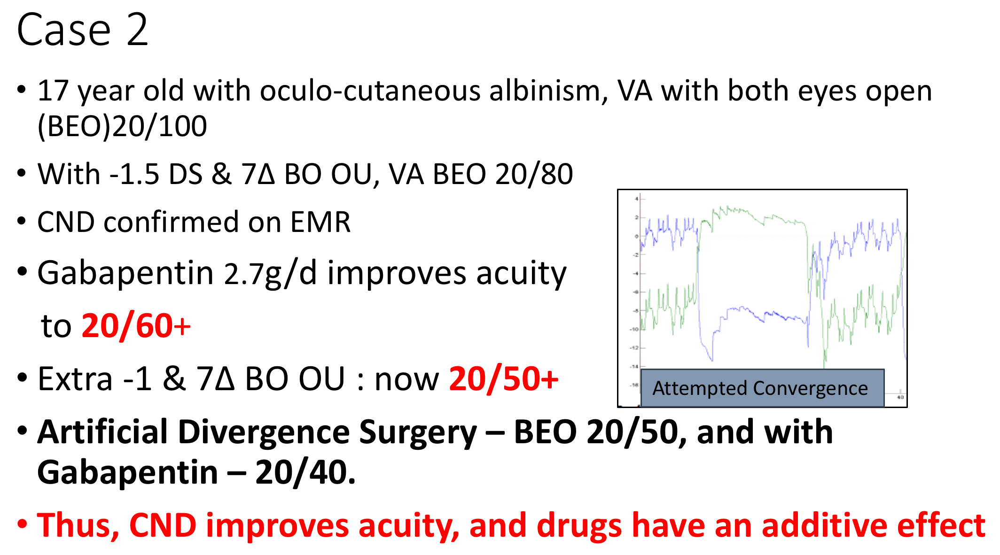 Case 2
• 17 year old with oculo-cutaneous albinism, VA with both eyes open
(BEO)20/100
• With -1.5 DS & 7Δ BO OU, VA BEO 20/80
• CND confirmed on EMR
• Gabapentin 2.7g/d improves acuity
to 20/60+
• Extra -1 & 7Δ BO OU : now 20/50+
4
2
0
-2
-4
-6
-8
-10
-12
-14
-16
Attempted Convergence
40
• Artificial Divergence Surgery – BEO 20/50, and with
Gabapentin – 20/40.
• Thus, CND improves acuity, and drugs have an additive effect